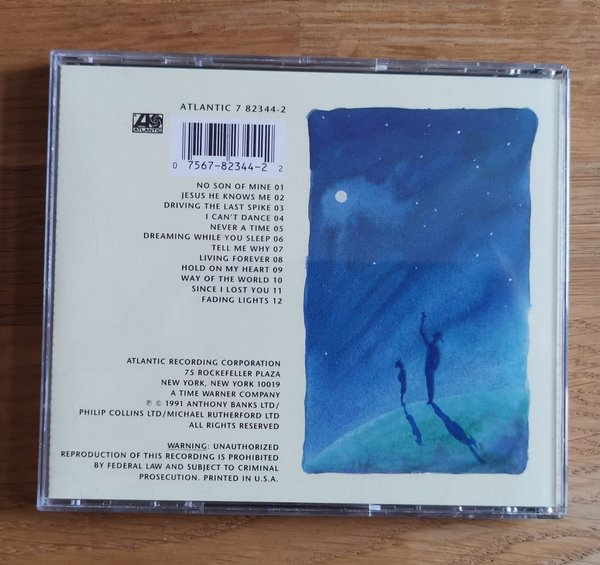 ATLANTIC 7 82344-2
ATLANTIC
0 7567-82344-2 2
NO SON OF MINE 01
JESUS HE KNOWS ME 02
DRIVING THE LAST SPIKE 03
I CAN'T DANCE 04
NEVER A TIME 05
DREAMING WHILE YOU SLEEP 06
TELL ME WHY 07
LIVING FOREVER 08
HOLD ON MY HEART 09
WAY OF THE WORLD 10
SINCE I LOST YOU 11
FADING LIGHTS 12
ATLANTIC RECORDING CORPORATION
75 ROCKEFELLER PLAZA
NEW YORK, NEW YORK 10019
A TIME WARNER COMPANY
℗ © 1991 ANTHONY BANKS LTD/
PHILIP COLLINS LTD/MICHAEL RUTHERFORD LTD
ALL RIGHTS RESERVED
WARNING: UNAUTHORIZED
REPRODUCTION OF THIS RECORDING IS PROHIBITED
BY FEDERAL LAW AND SUBJECT TO CRIMINAL
PROSECUTION. PRINTED IN U.S.A.